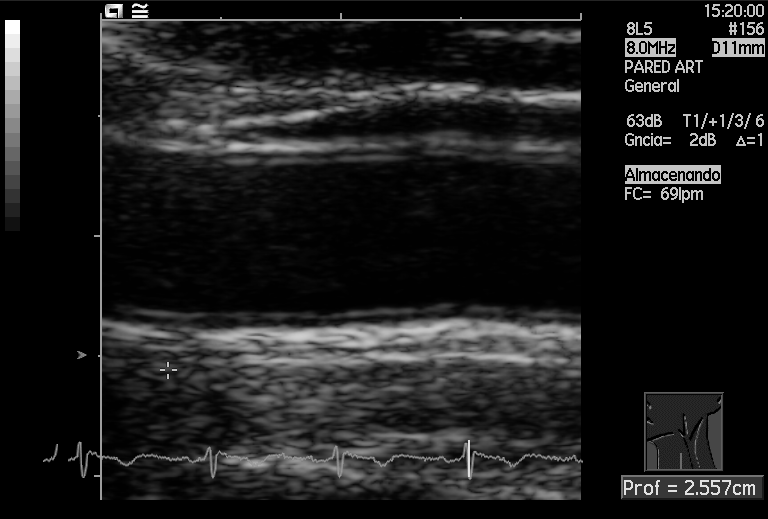 15:20:00
8L5 #156
8.0MHz D11mm
PARED ART
General
63dB T1/+1/3/ 6
Gncia= 2dB Δ=1
Almacenando
FC= 69lpm
Prof = 2.557cm